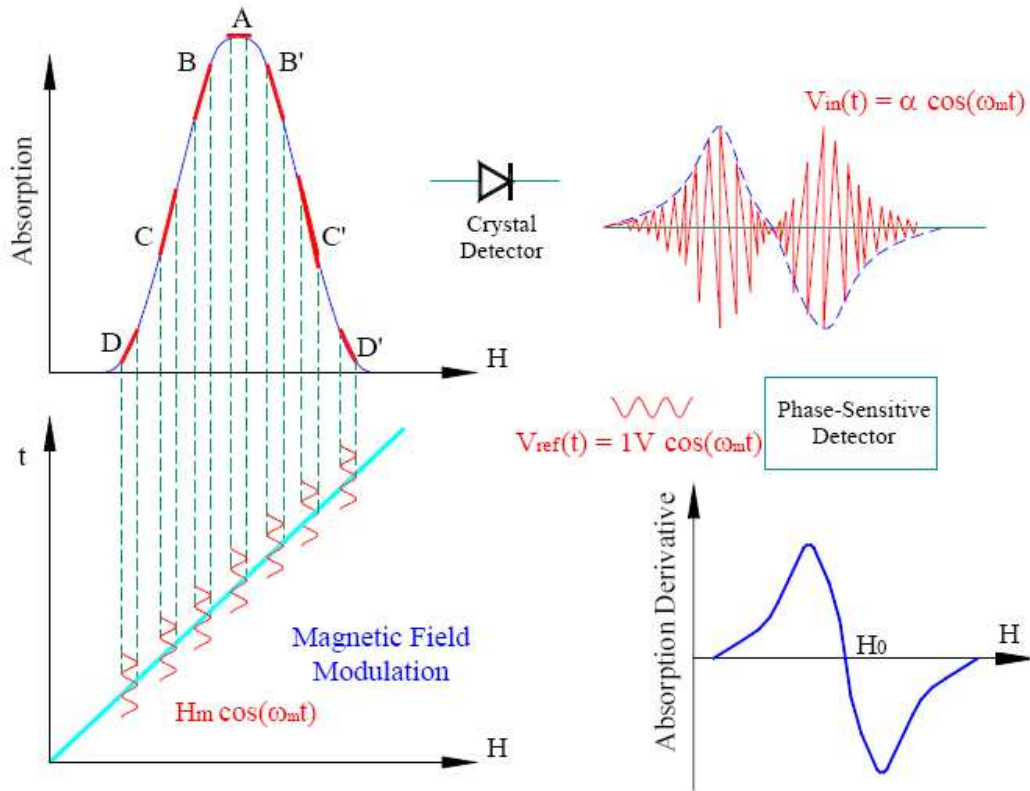 A
B
B'
C
C'
D
D'
Absorption
H
Crystal
Detector
Vin(t) = α cos(ωmt)
t
Magnetic Field
Modulation
Hm cos(ωmt)
H
Vref(t) = 1V cos(ωmt)
Phase-Sensitive
Detector
Absorption Derivative
H0
H